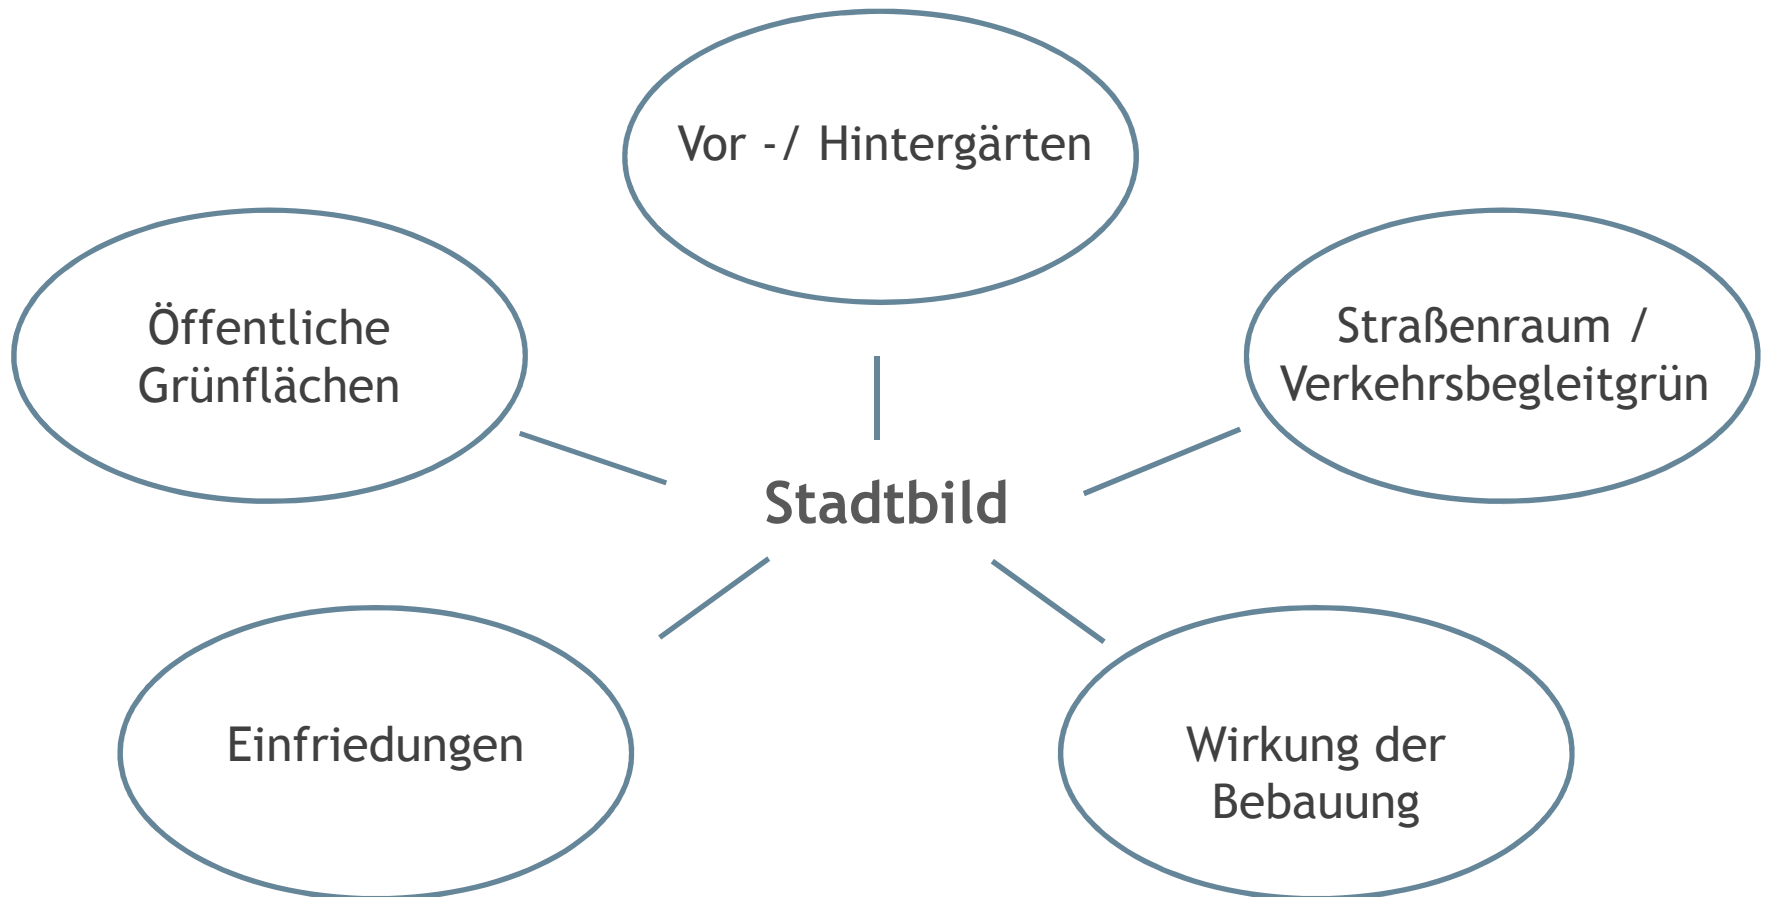 Vor -/ Hintergärten
Öffentliche
Grünflächen
Straßenraum /
Verkehrsbegleitgrün
Stadtbild
Einfriedungen
Wirkung der
Bebauung